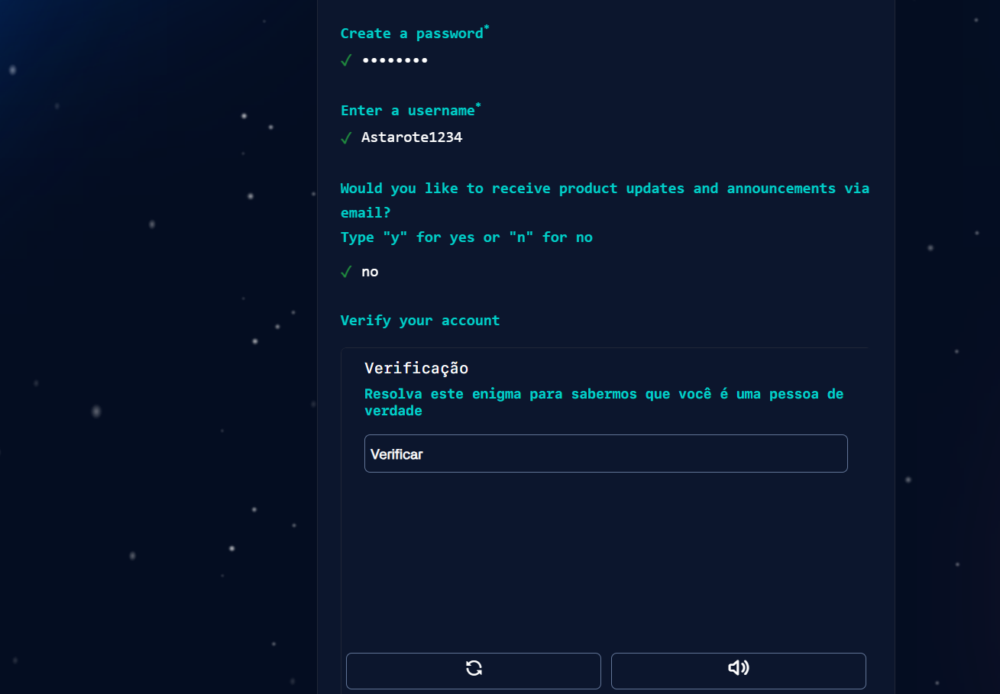 Create a password*
✓ ••••••••
Enter a username*
✓ Astarote1234
Would you like to receive product updates and announcements via
email?
Type "y" for yes or "n" for no
✓ no
Verify your account
Verificação
Resolva este enigma para sabermos que você é uma pessoa de
verdade
Verificar